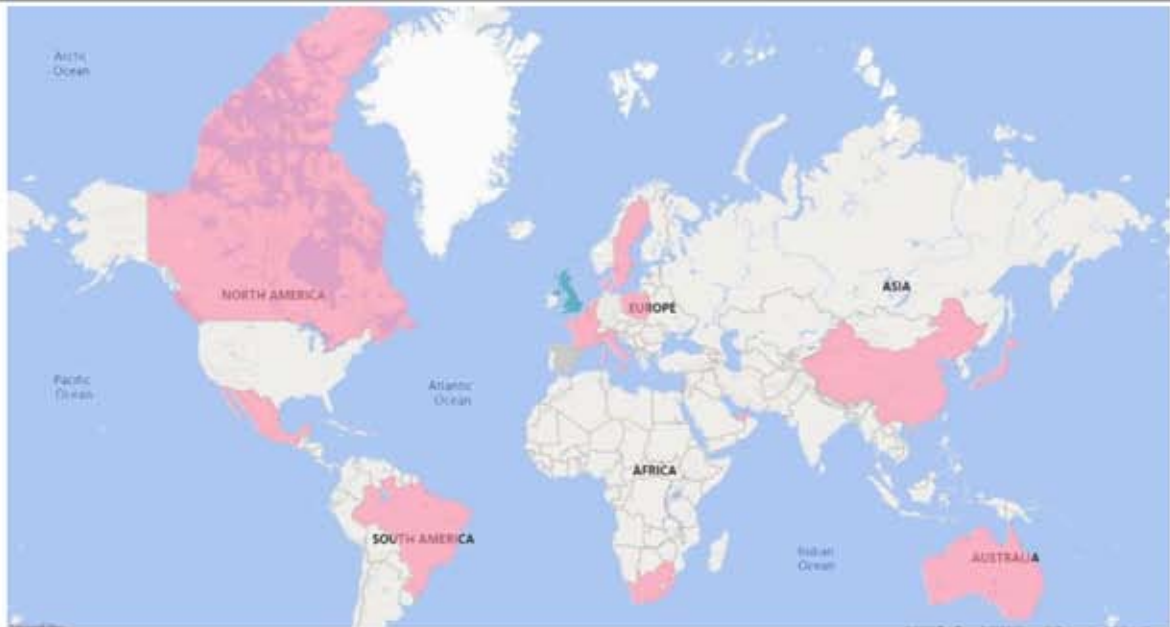 Arctic
Ocean
NORTH AMERICA
EUROPE
ASIA
Pacific
Ocean
Atlantic
Ocean
AFRICA
SOUTH AMERICA
Indian
Ocean
AUSTRALIA